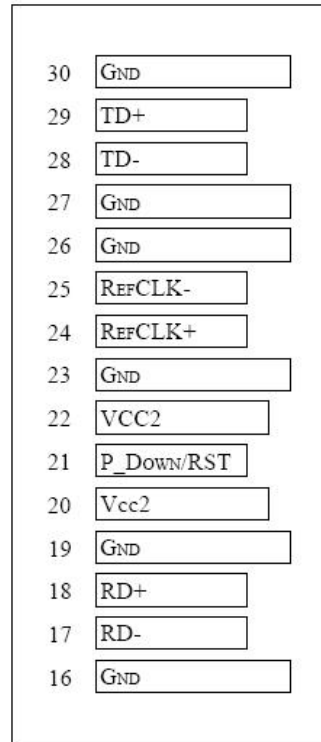 30 GND
29 TD+
28 TD-
27 GND
26 GND
25 REFCLK-
24 REFCLK+
23 GND
22 VCC2
21 P_DOWN/RST
20 Vcc2
19 GND
18 RD+
17 RD-
16 GND